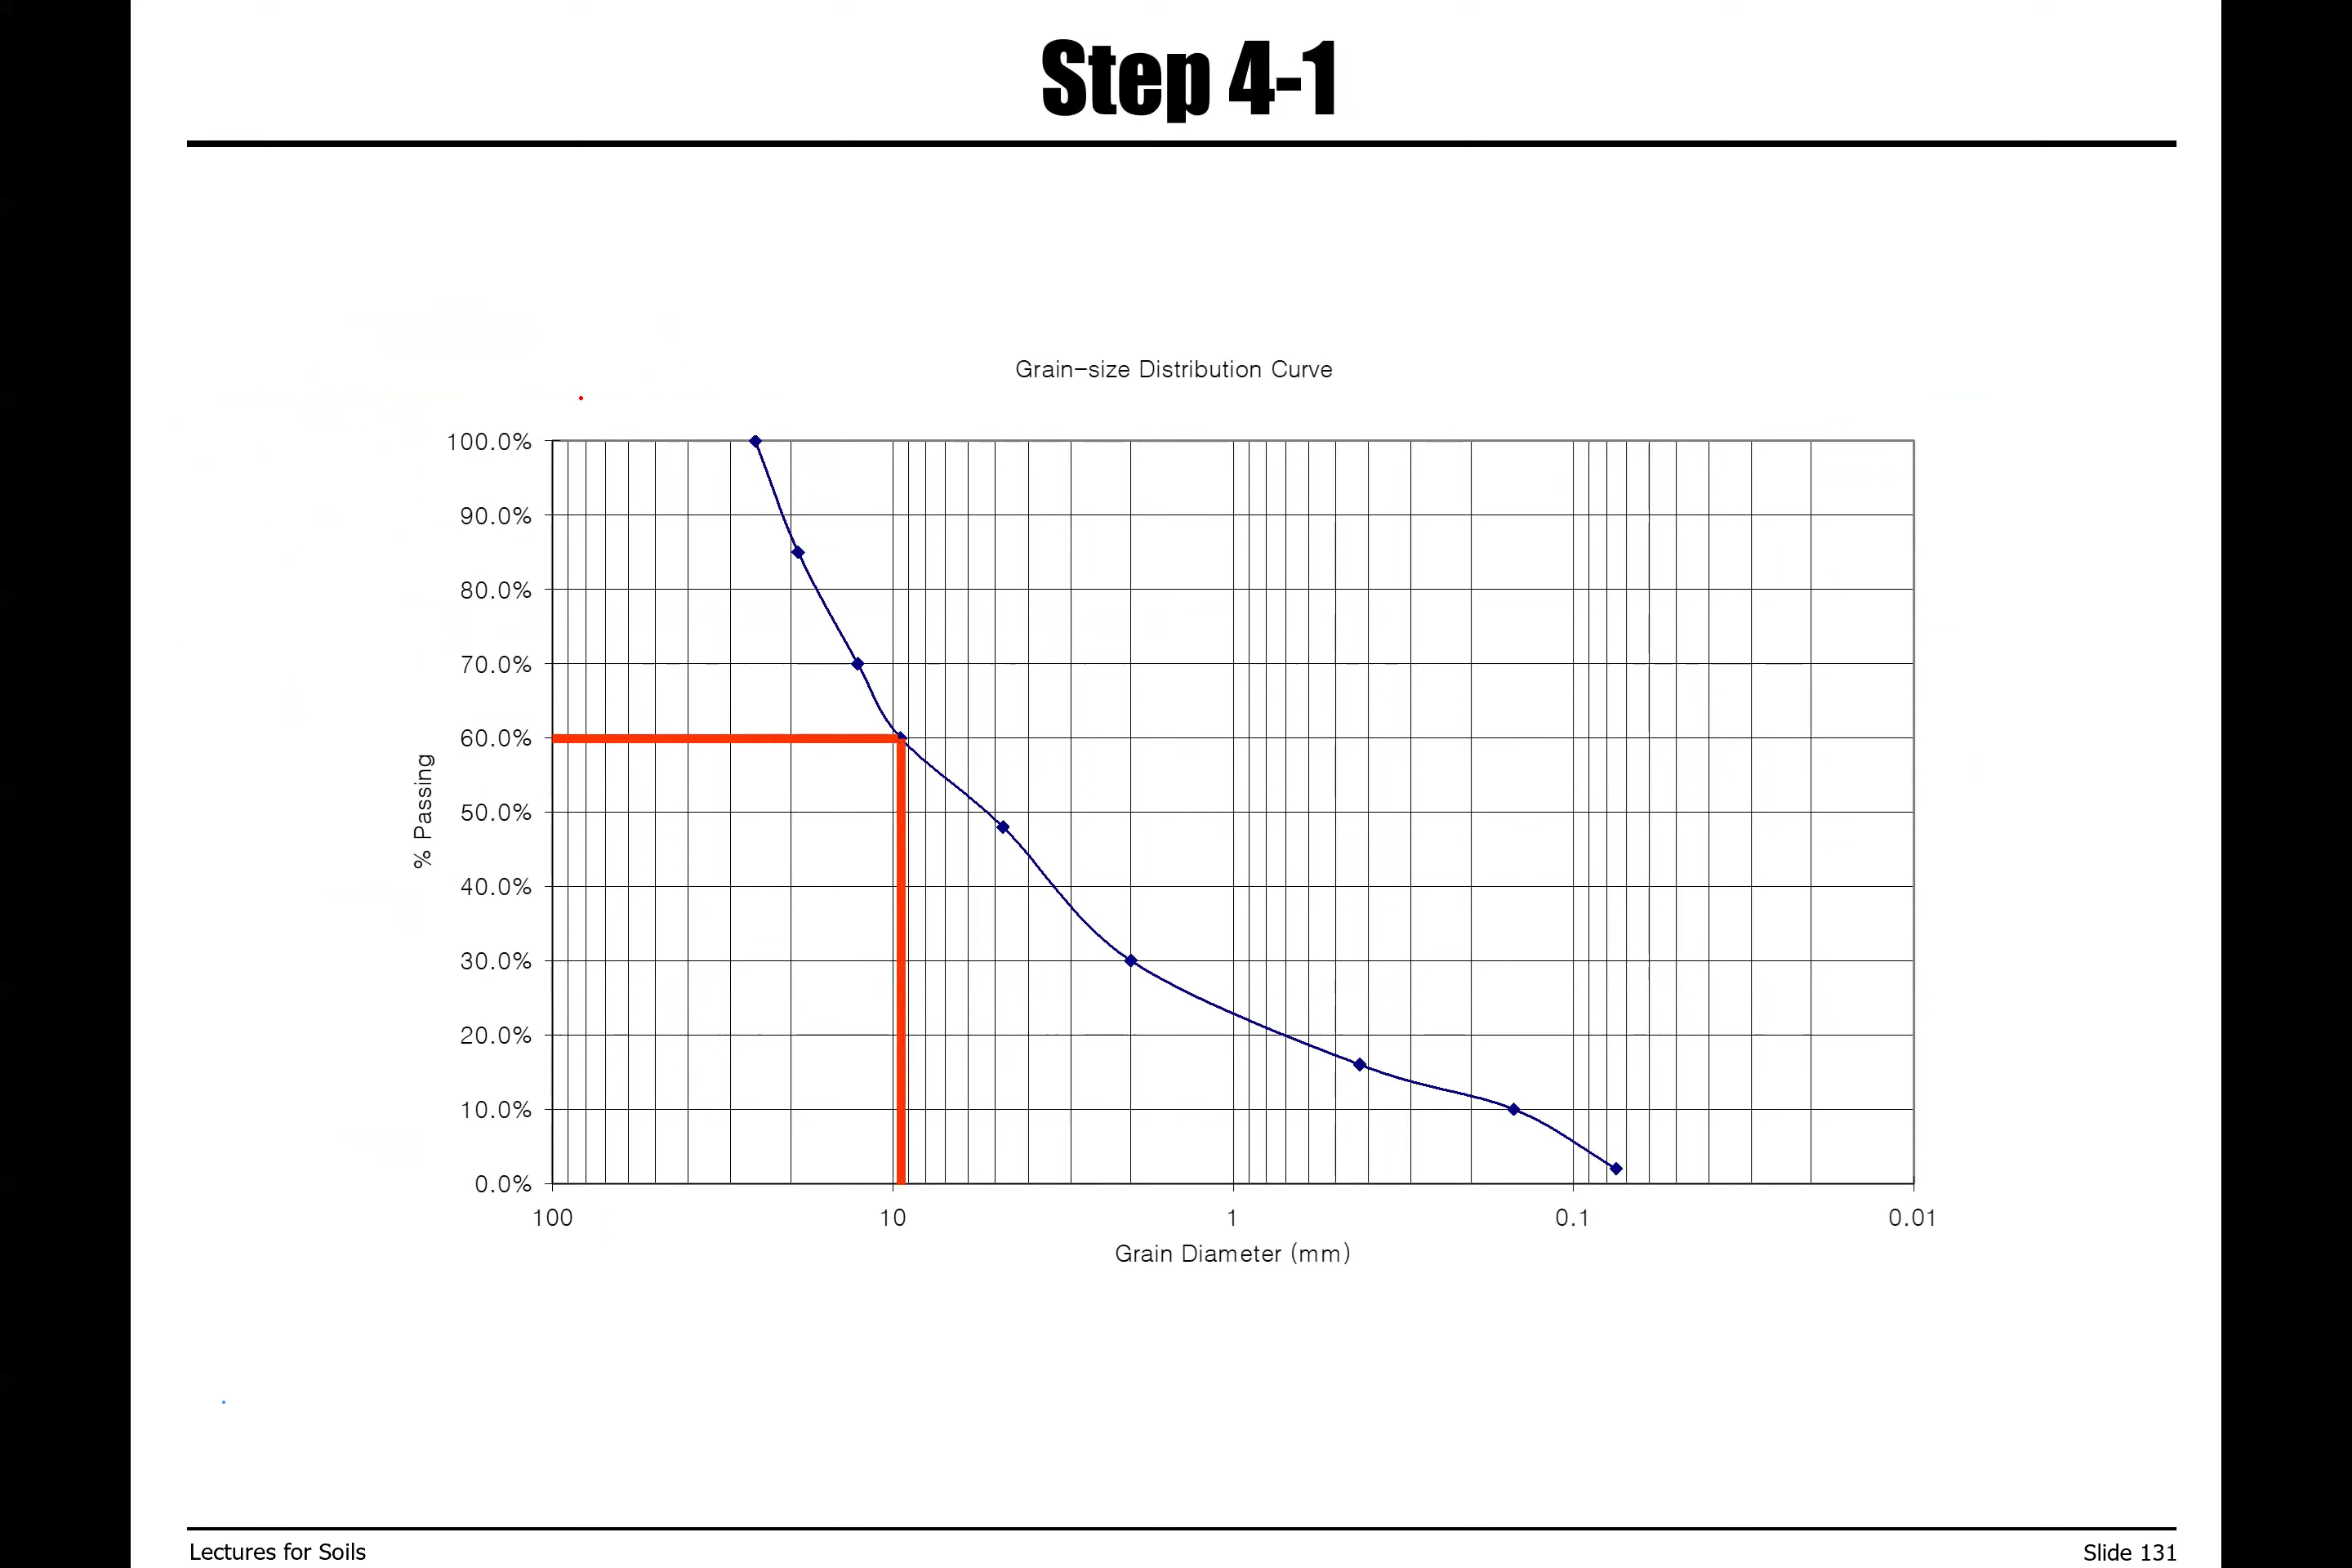 Step 4-1
Grain-size Distribution Curve
100.0%
90.0%
80.0%
70.0%
60.0%
50.0%
40.0%
30.0%
20.0%
10.0%
0.0%
% Passing
100 10 1 0.1 0.01
Grain Diameter (mm)
Lectures for Soils
Slide 131